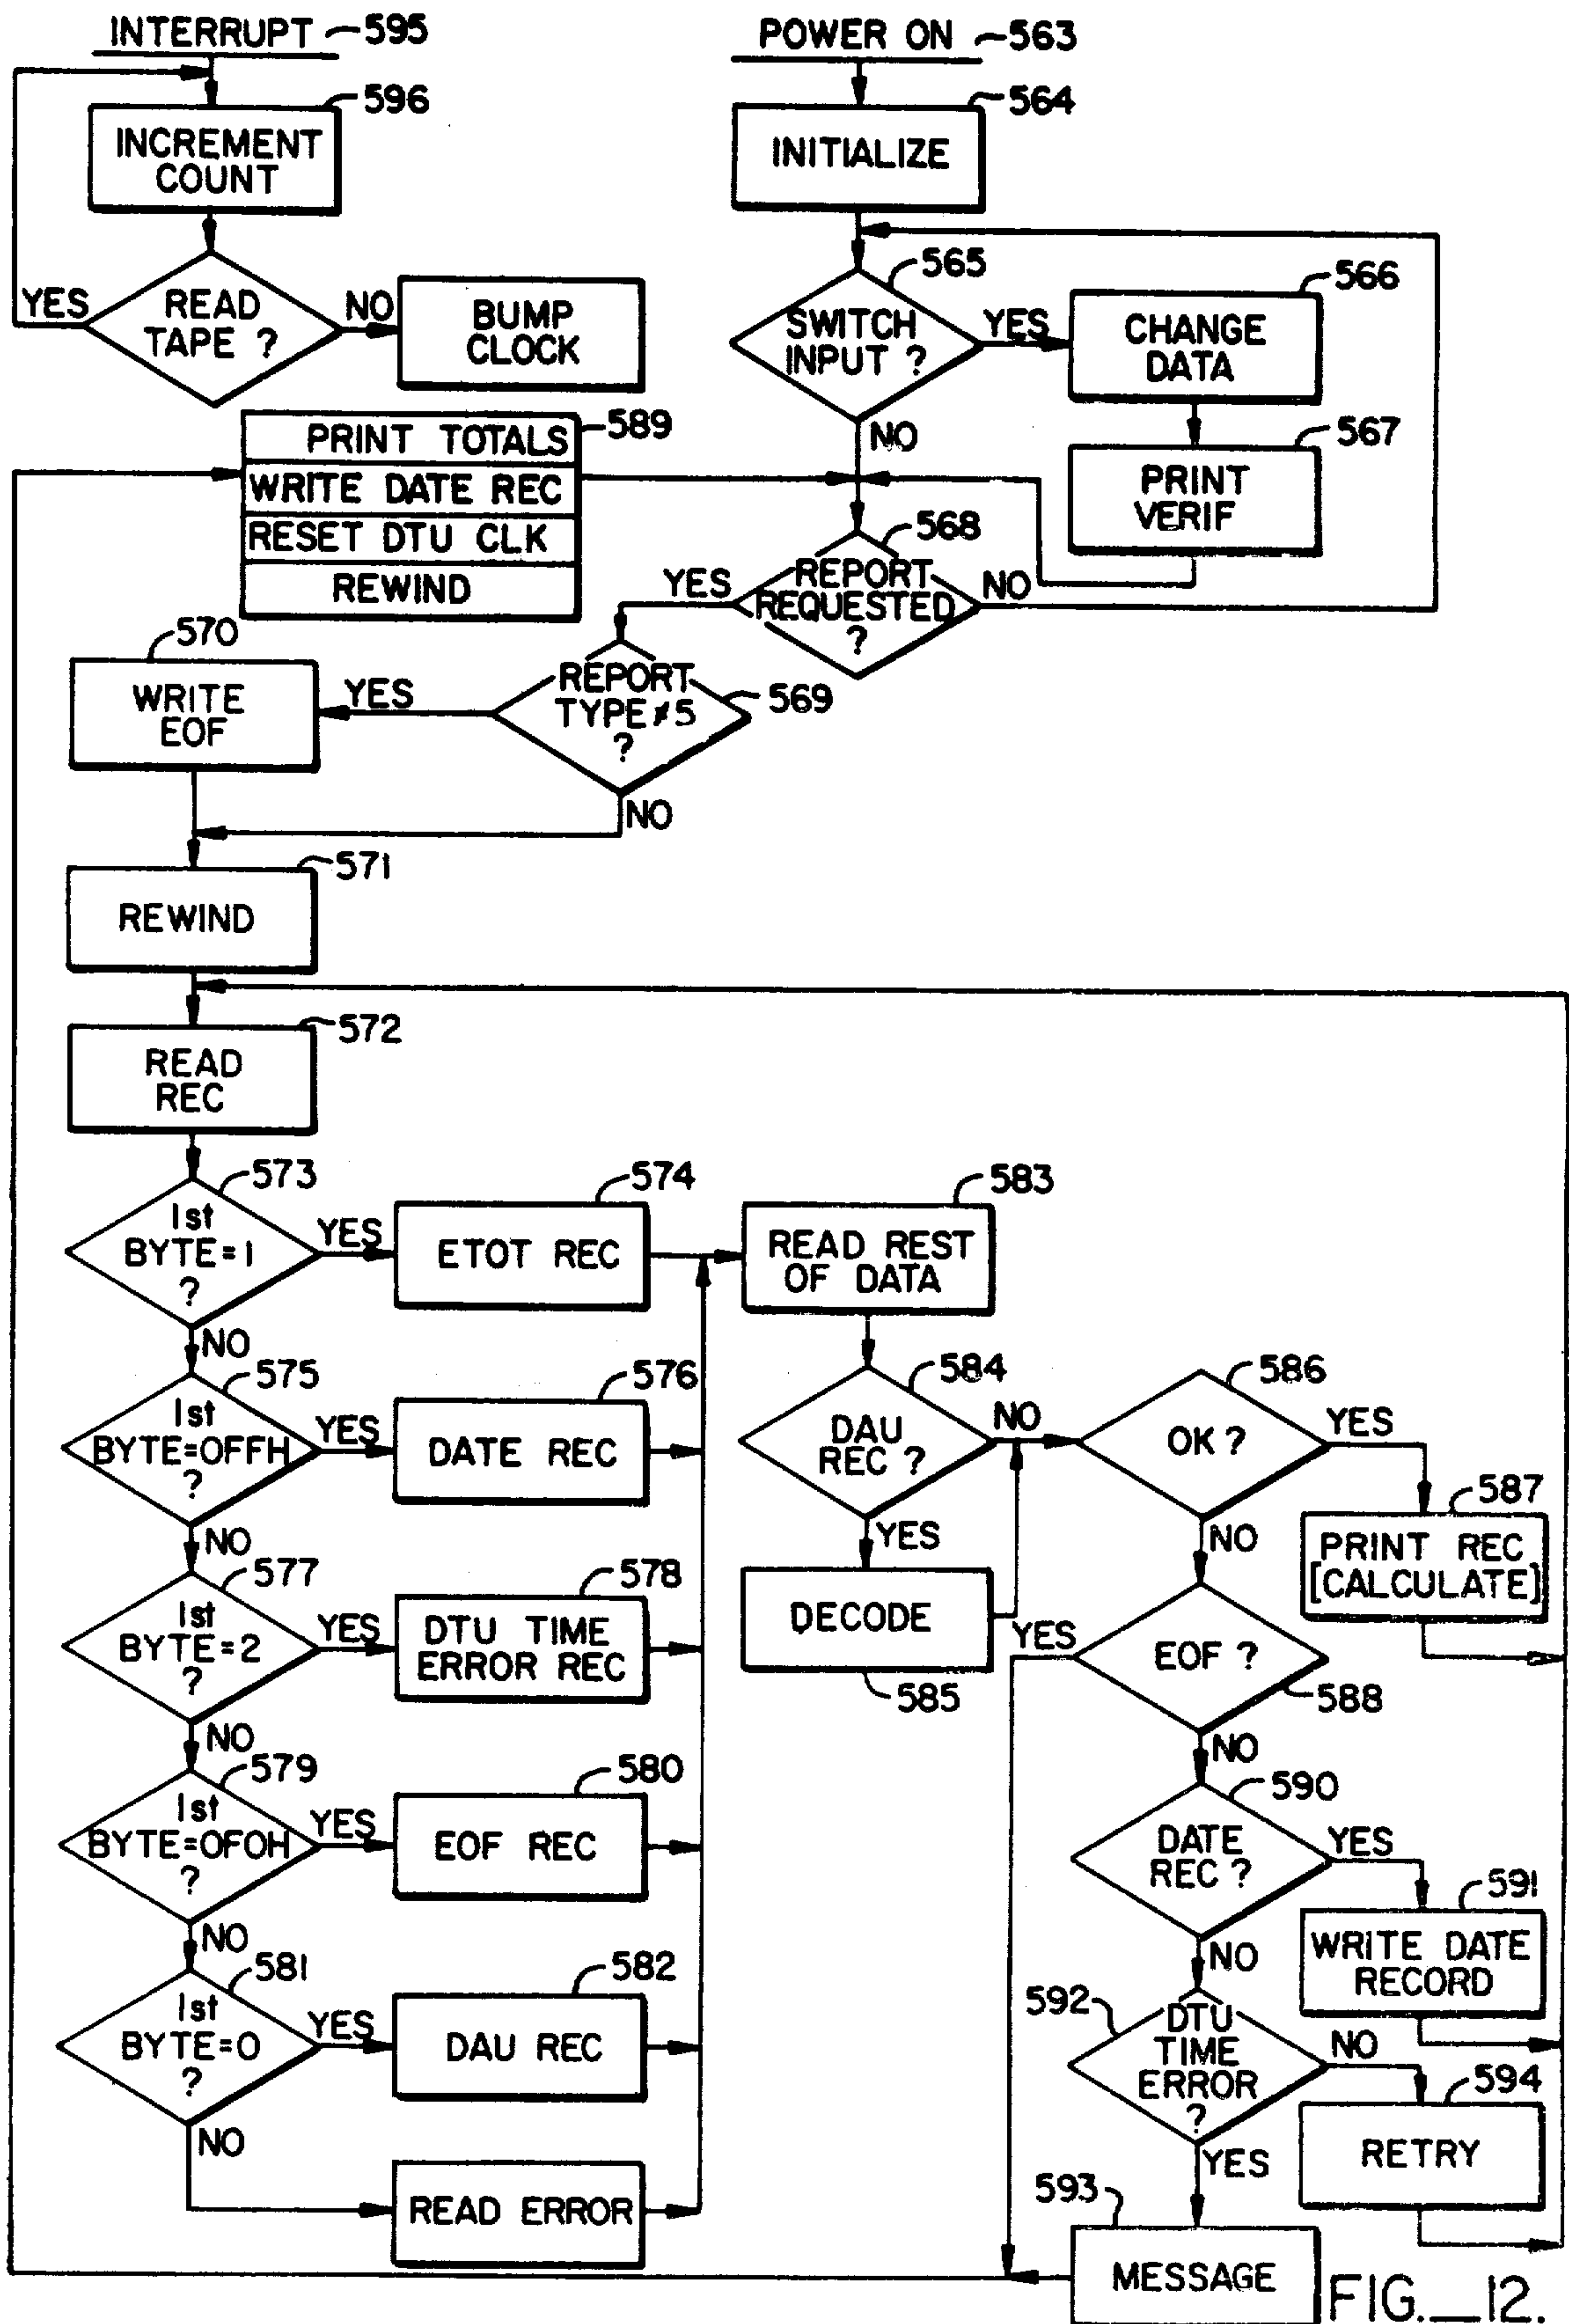 INTERRUPT 595
596
INCREMENT
COUNT
READ
TAPE ?
YES
NO
BUMP
CLOCK
POWER ON 563
564
INITIALIZE
565
SWITCH
INPUT ?
YES
NO
566
CHANGE
DATA
567
PRINT
VERIF
589
PRINT TOTALS
WRITE DATE REC
RESET DTU CLK
REWIND
568
REPORT
REQUESTED
?
YES
NO
569
REPORT
TYPE≠5
?
YES
NO
570
WRITE
EOF
571
REWIND
572
READ
REC
573
1st
BYTE=1
?
YES
NO
574
ETOT REC
575
1st
BYTE=OFFH
?
YES
NO
576
DATE REC
577
1st
BYTE=2
?
YES
NO
578
DTU TIME
ERROR REC
579
1st
BYTE=OFOH
?
YES
NO
580
EOF REC
581
1st
BYTE=0
?
YES
NO
582
DAU REC
READ ERROR
583
READ REST
OF DATA
584
DAU
REC ?
NO
YES
DECODE
585
586
OK ?
YES
NO
587
PRINT REC
[CALCULATE]
EOF ?
588
YES
NO
590
DATE
REC ?
YES
NO
591
WRITE DATE
RECORD
592
DTU
TIME
ERROR
?
NO
YES
594
RETRY
593
MESSAGE
FIG._12.